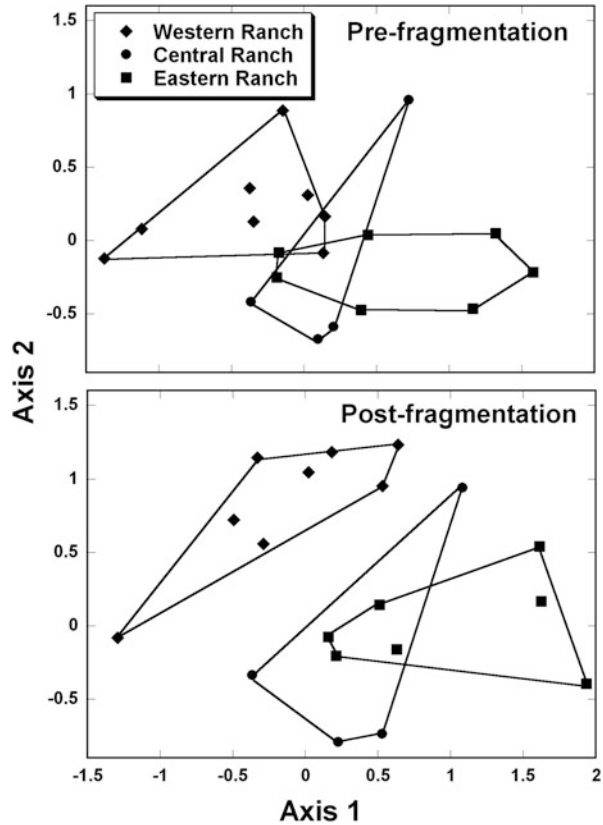 Western Ranch
Central Ranch
Eastern Ranch
Pre-fragmentation
1.5
1
0.5
0
-0.5
Axis 2
Post-fragmentation
1.5
1
0.5
0
-0.5
-1.5 -1 -0.5 0 0.5 1 1.5 2
Axis 1